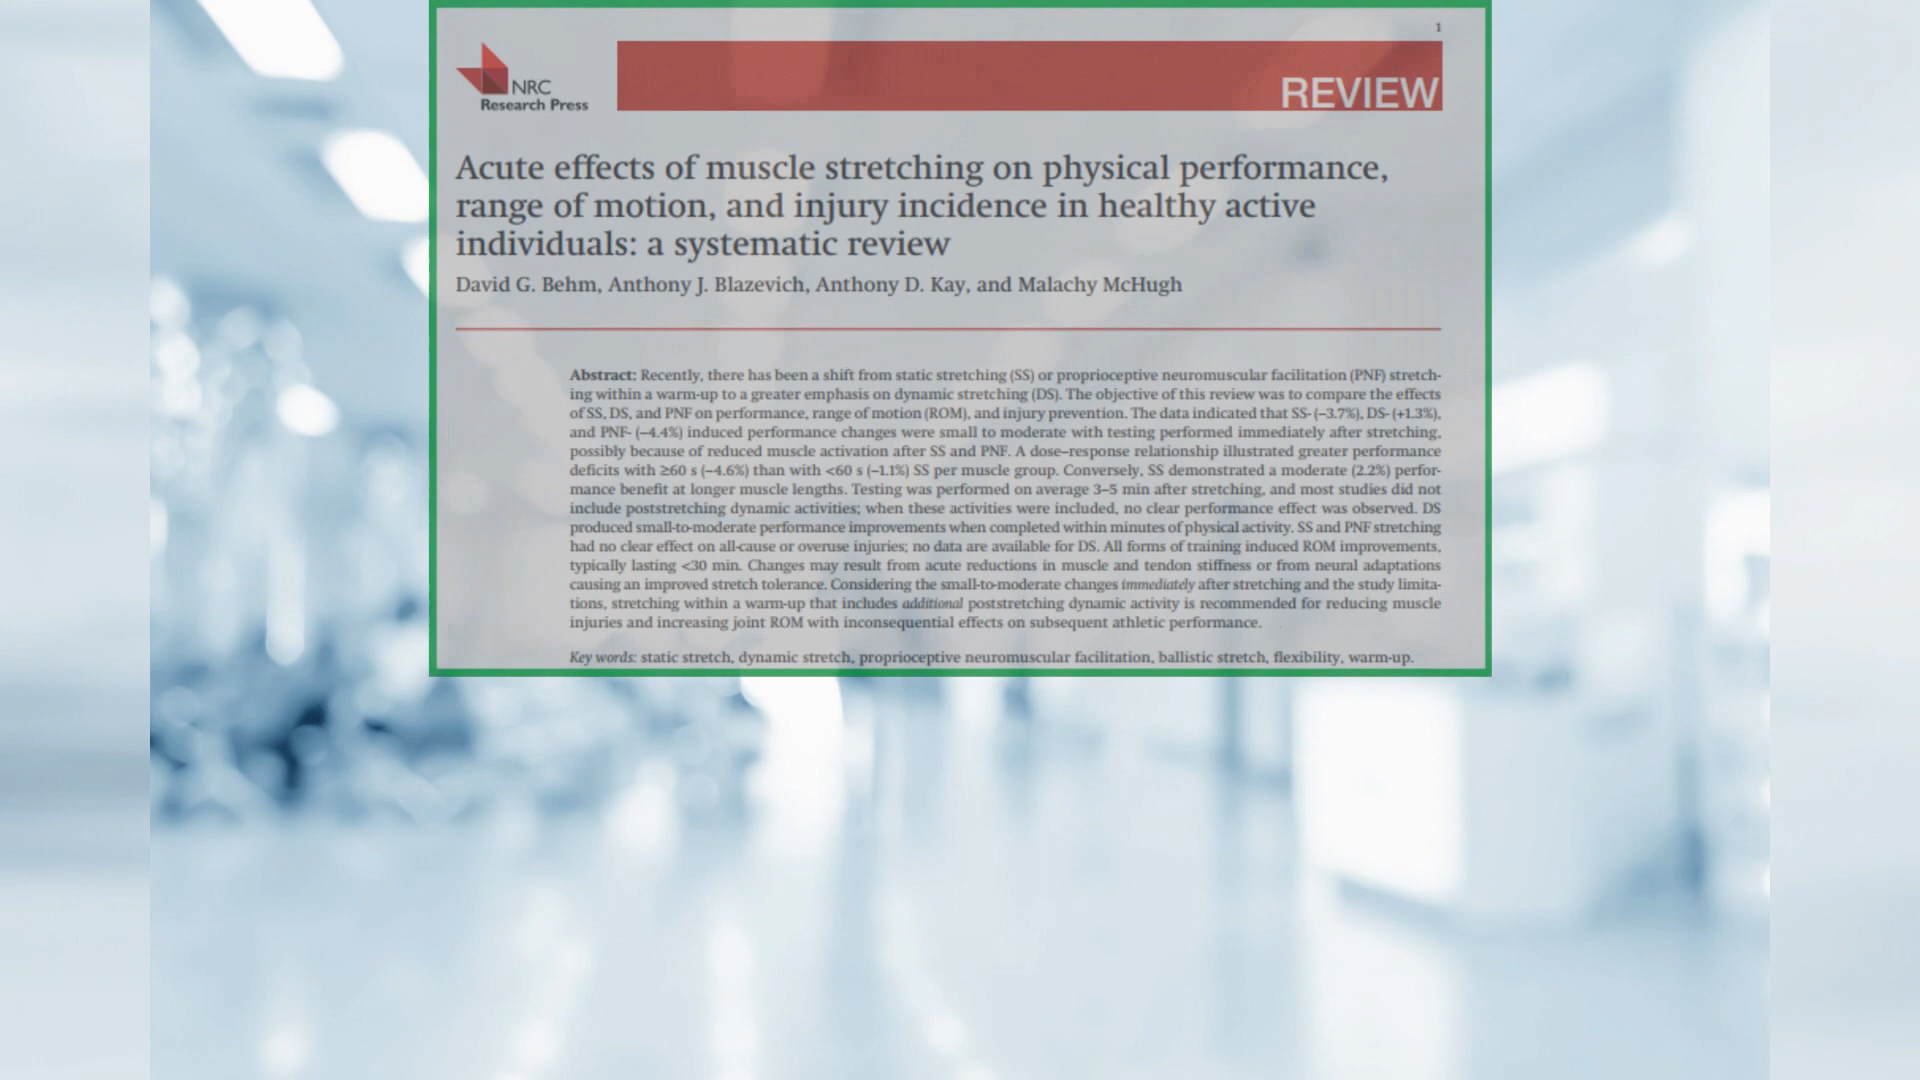 1
NRC
Research Press
REVIEW
Acute effects of muscle stretching on physical performance,
range of motion, and injury incidence in healthy active
individuals: a systematic review
David G. Behm, Anthony J. Blazevich, Anthony D. Kay, and Malachy McHugh
Abstract: Recently, there has been a shift from static stretching (SS) or proprioceptive neuromuscular facilitation (PNF) stretch-
ing within a warm-up to a greater emphasis on dynamic stretching (DS). The objective of this review was to compare the effects
of SS, DS, and PNF on performance, range of motion (ROM), and injury prevention. The data indicated that SS- (–3.7%), DS- (+1.3%),
and PNF- (–4.4%) induced performance changes were small to moderate with testing performed immediately after stretching,
possibly because of reduced muscle activation after SS and PNF. A dose–response relationship illustrated greater performance
deficits with ≥60 s (–4.6%) than with <60 s (–1.1%) SS per muscle group. Conversely, SS demonstrated a moderate (2.2%) perfor-
mance benefit at longer muscle lengths. Testing was performed on average 3–5 min after stretching, and most studies did not
include poststretching dynamic activities; when these activities were included, no clear performance effect was observed. DS
produced small-to-moderate performance improvements when completed within minutes of physical activity. SS and PNF stretching
had no clear effect on all-cause or overuse injuries; no data are available for DS. All forms of training induced ROM improvements,
typically lasting <30 min. Changes may result from acute reductions in muscle and tendon stiffness or from neural adaptations
causing an improved stretch tolerance. Considering the small-to-moderate changes immediately after stretching and the study limita-
tions, stretching within a warm-up that includes additional poststretching dynamic activity is recommended for reducing muscle
injuries and increasing joint ROM with inconsequential effects on subsequent athletic performance.
Key words: static stretch, dynamic stretch, proprioceptive neuromuscular facilitation, ballistic stretch, flexibility, warm-up.